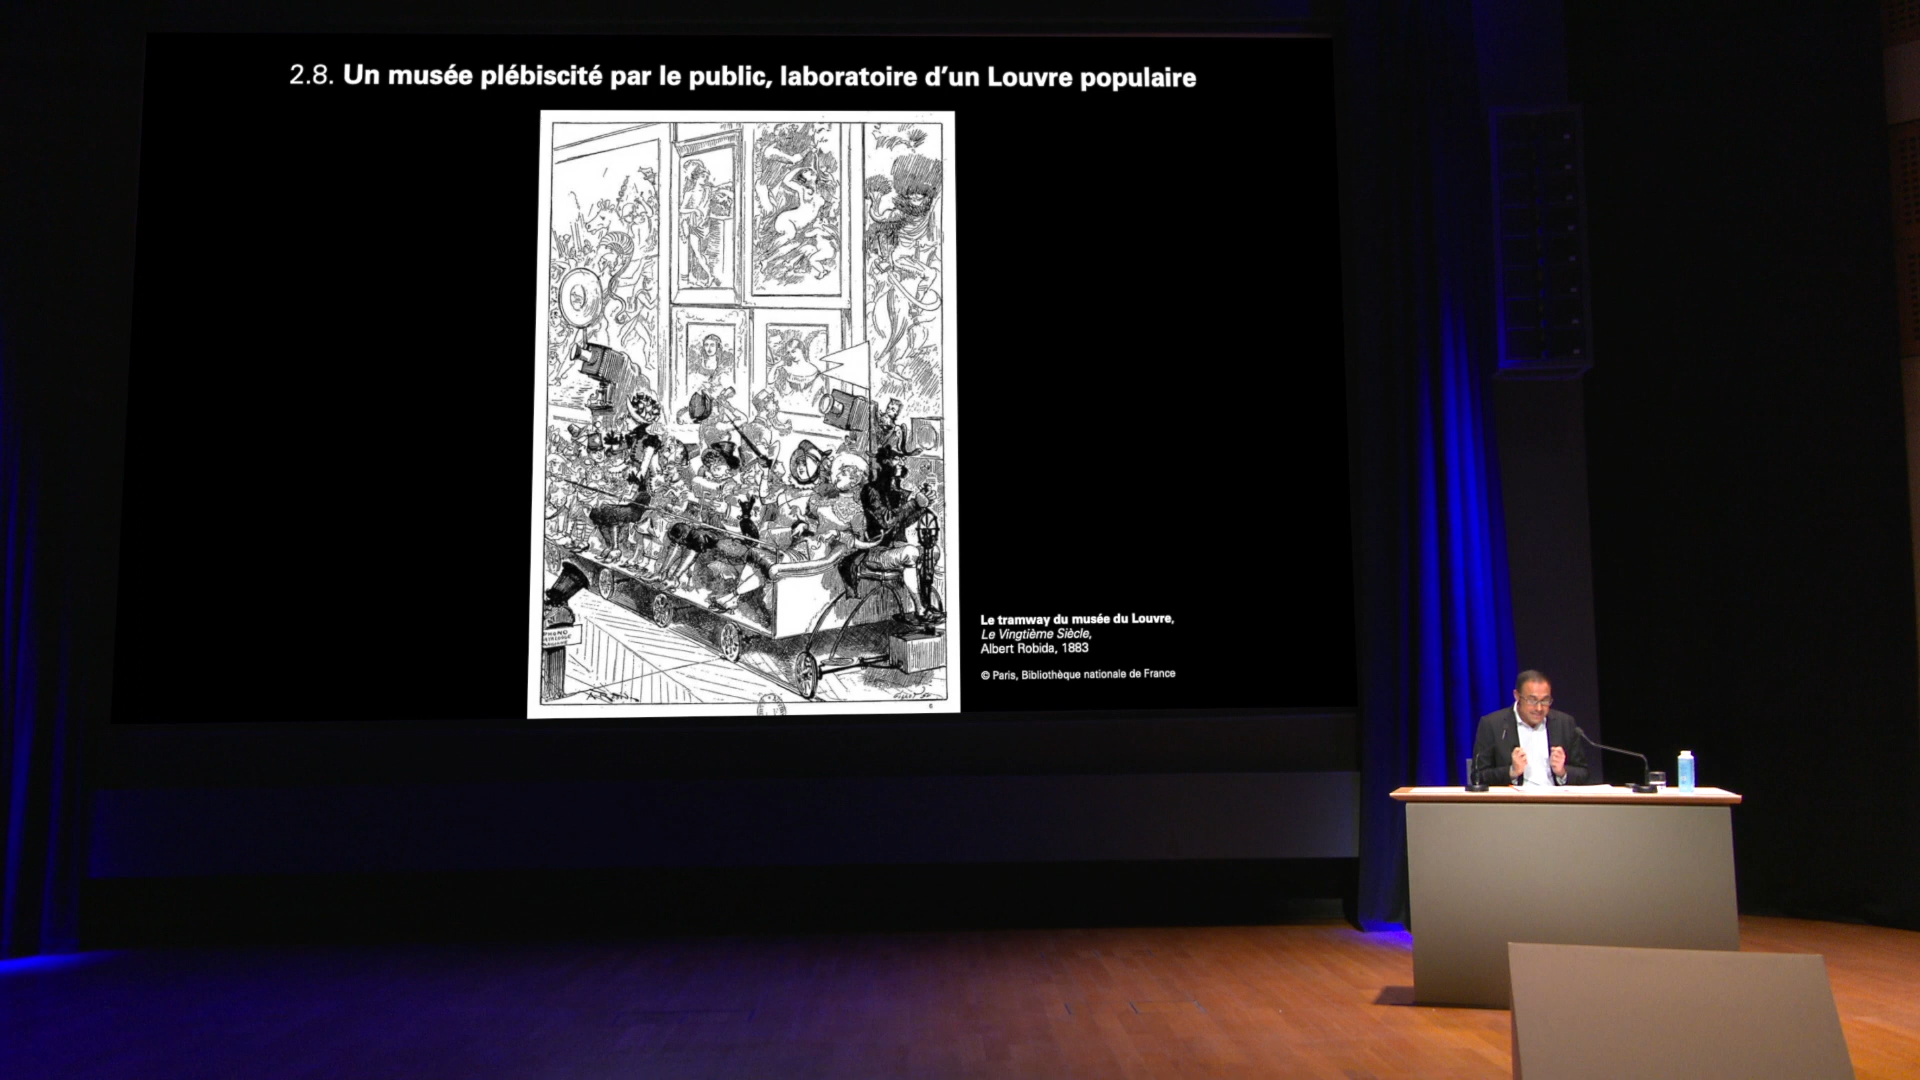 2.8. Un musée plébiscité par le public, laboratoire d’un Louvre populaire
Le tramway du musée du Louvre,
Le Vingtième Siècle,
Albert Robida, 1883
© Paris, Bibliothèque nationale de France
PHONO